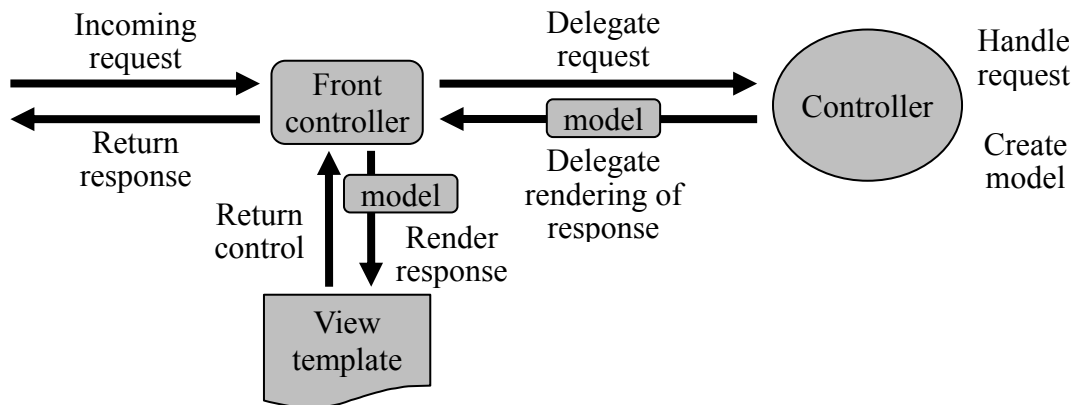 Incoming
request
Return
response
Front
controller
Delegate
request
model
Delegate
rendering of
response
Controller
Handle
request
Create
model
Return
control
model
Render
response
View
template